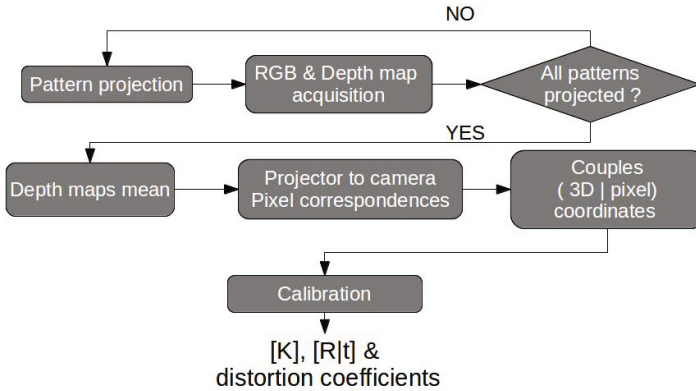 NO
Pattern projection
RGB & Depth map
acquisition
All patterns
projected ?
YES
Depth maps mean
Projector to camera
Pixel correspondences
Couples
( 3D | pixel)
coordinates
Calibration
[K], [R|t] &
distortion coefficients